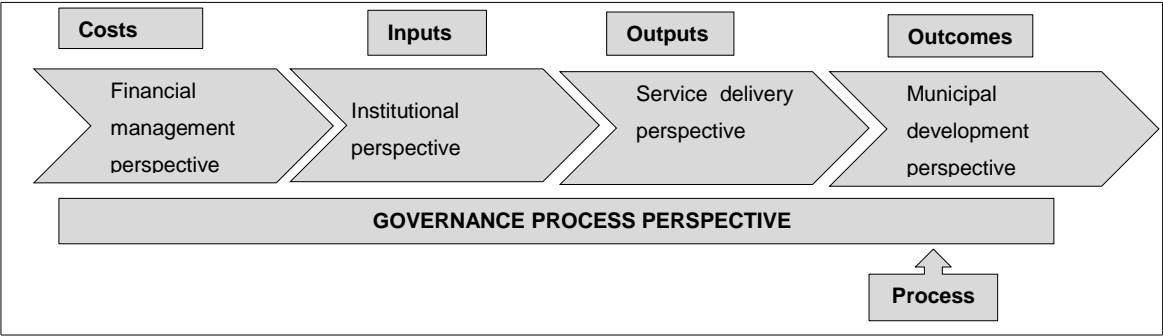 Costs
Inputs
Outputs
Outcomes
Financial
management
perspective
Institutional
perspective
Service delivery
perspective
Municipal
development
perspective
GOVERNANCE PROCESS PERSPECTIVE
Process